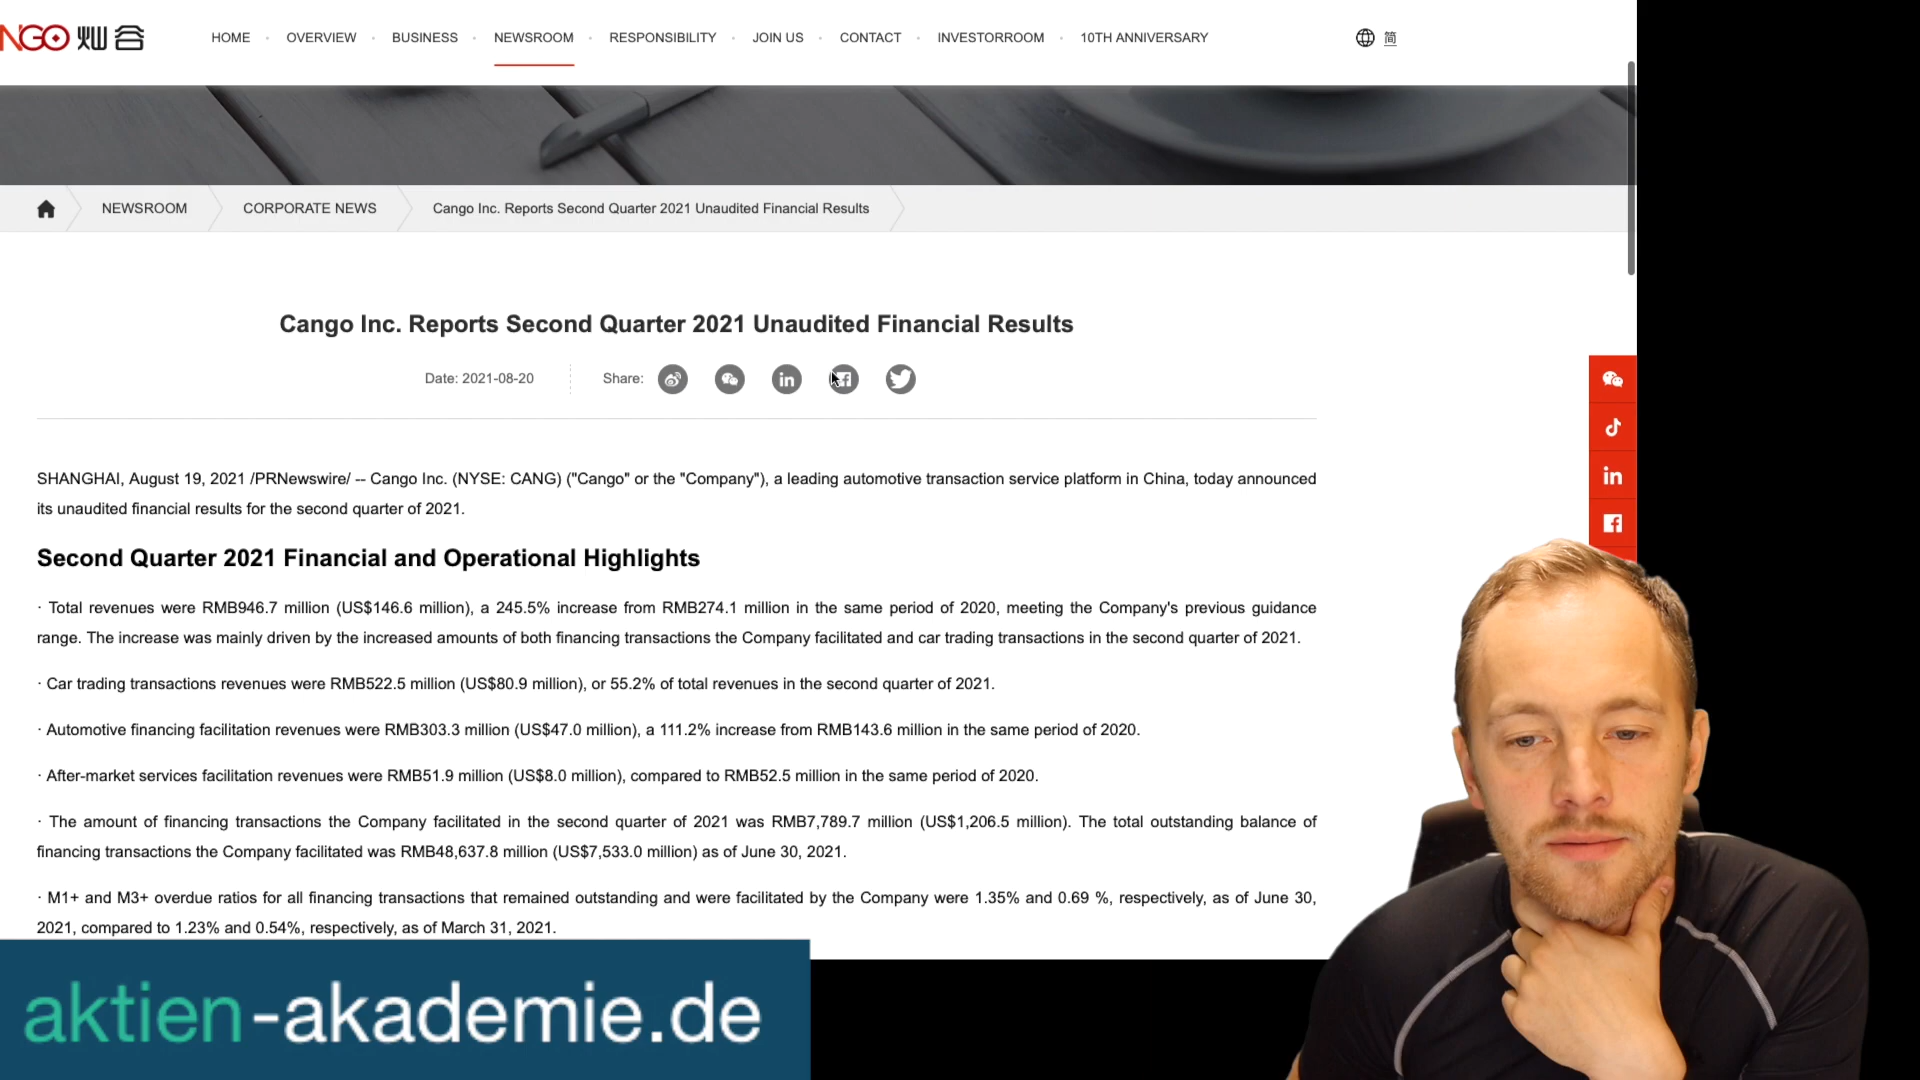 NGO 灿谷
HOME · OVERVIEW · BUSINESS · NEWSROOM · RESPONSIBILITY · JOIN US · CONTACT · INVESTORROOM · 10TH ANNIVERSARY 简
NEWSROOM CORPORATE NEWS Cango Inc. Reports Second Quarter 2021 Unaudited Financial Results
Cango Inc. Reports Second Quarter 2021 Unaudited Financial Results
Date: 2021-08-20 Share:
SHANGHAI, August 19, 2021 /PRNewswire/ -- Cango Inc. (NYSE: CANG) ("Cango" or the "Company"), a leading automotive transaction service platform in China, today announced
its unaudited financial results for the second quarter of 2021.
Second Quarter 2021 Financial and Operational Highlights
· Total revenues were RMB946.7 million (US$146.6 million), a 245.5% increase from RMB274.1 million in the same period of 2020, meeting the Company's previous guidance
range. The increase was mainly driven by the increased amounts of both financing transactions the Company facilitated and car trading transactions in the second quarter of 2021.
· Car trading transactions revenues were RMB522.5 million (US$80.9 million), or 55.2% of total revenues in the second quarter of 2021.
· Automotive financing facilitation revenues were RMB303.3 million (US$47.0 million), a 111.2% increase from RMB143.6 million in the same period of 2020.
· After-market services facilitation revenues were RMB51.9 million (US$8.0 million), compared to RMB52.5 million in the same period of 2020.
· The amount of financing transactions the Company facilitated in the second quarter of 2021 was RMB7,789.7 million (US$1,206.5 million). The total outstanding balance of
financing transactions the Company facilitated was RMB48,637.8 million (US$7,533.0 million) as of June 30, 2021.
· M1+ and M3+ overdue ratios for all financing transactions that remained outstanding and were facilitated by the Company were 1.35% and 0.69 %, respectively, as of June 30,
2021, compared to 1.23% and 0.54%, respectively, as of March 31, 2021.
aktien-akademie.de